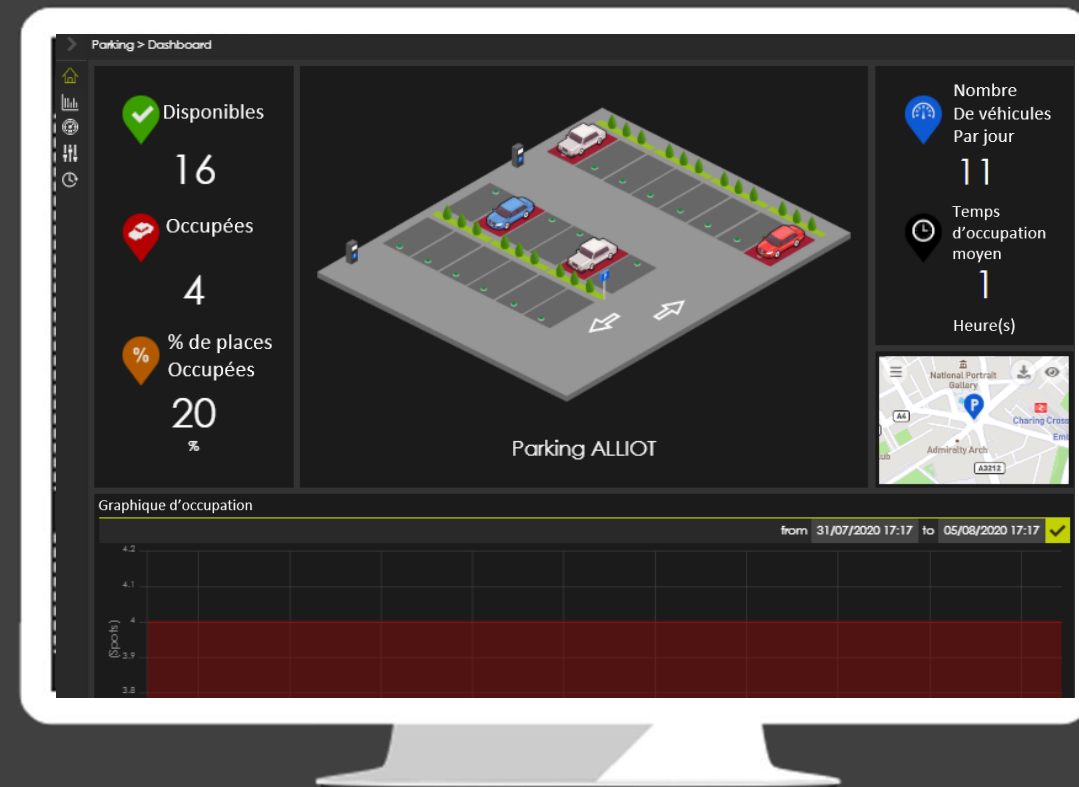 Parking > Dashboard
Disponibles
16
Occupées
4
%
% de places
Occupées
20
%
Parking ALLIOT
Nombre
De véhicules
Par jour
11
Temps
d'occupation
moyen
1
Heure(s)
National Portrait
Gallery
A4
Charing Cross
Admiralty Arch
A3212
P
Graphique d'occupation
from 31/07/2020 17:17 to 05/08/2020 17:17
4.2
4.1
4
3.9
3.8
(Spots)